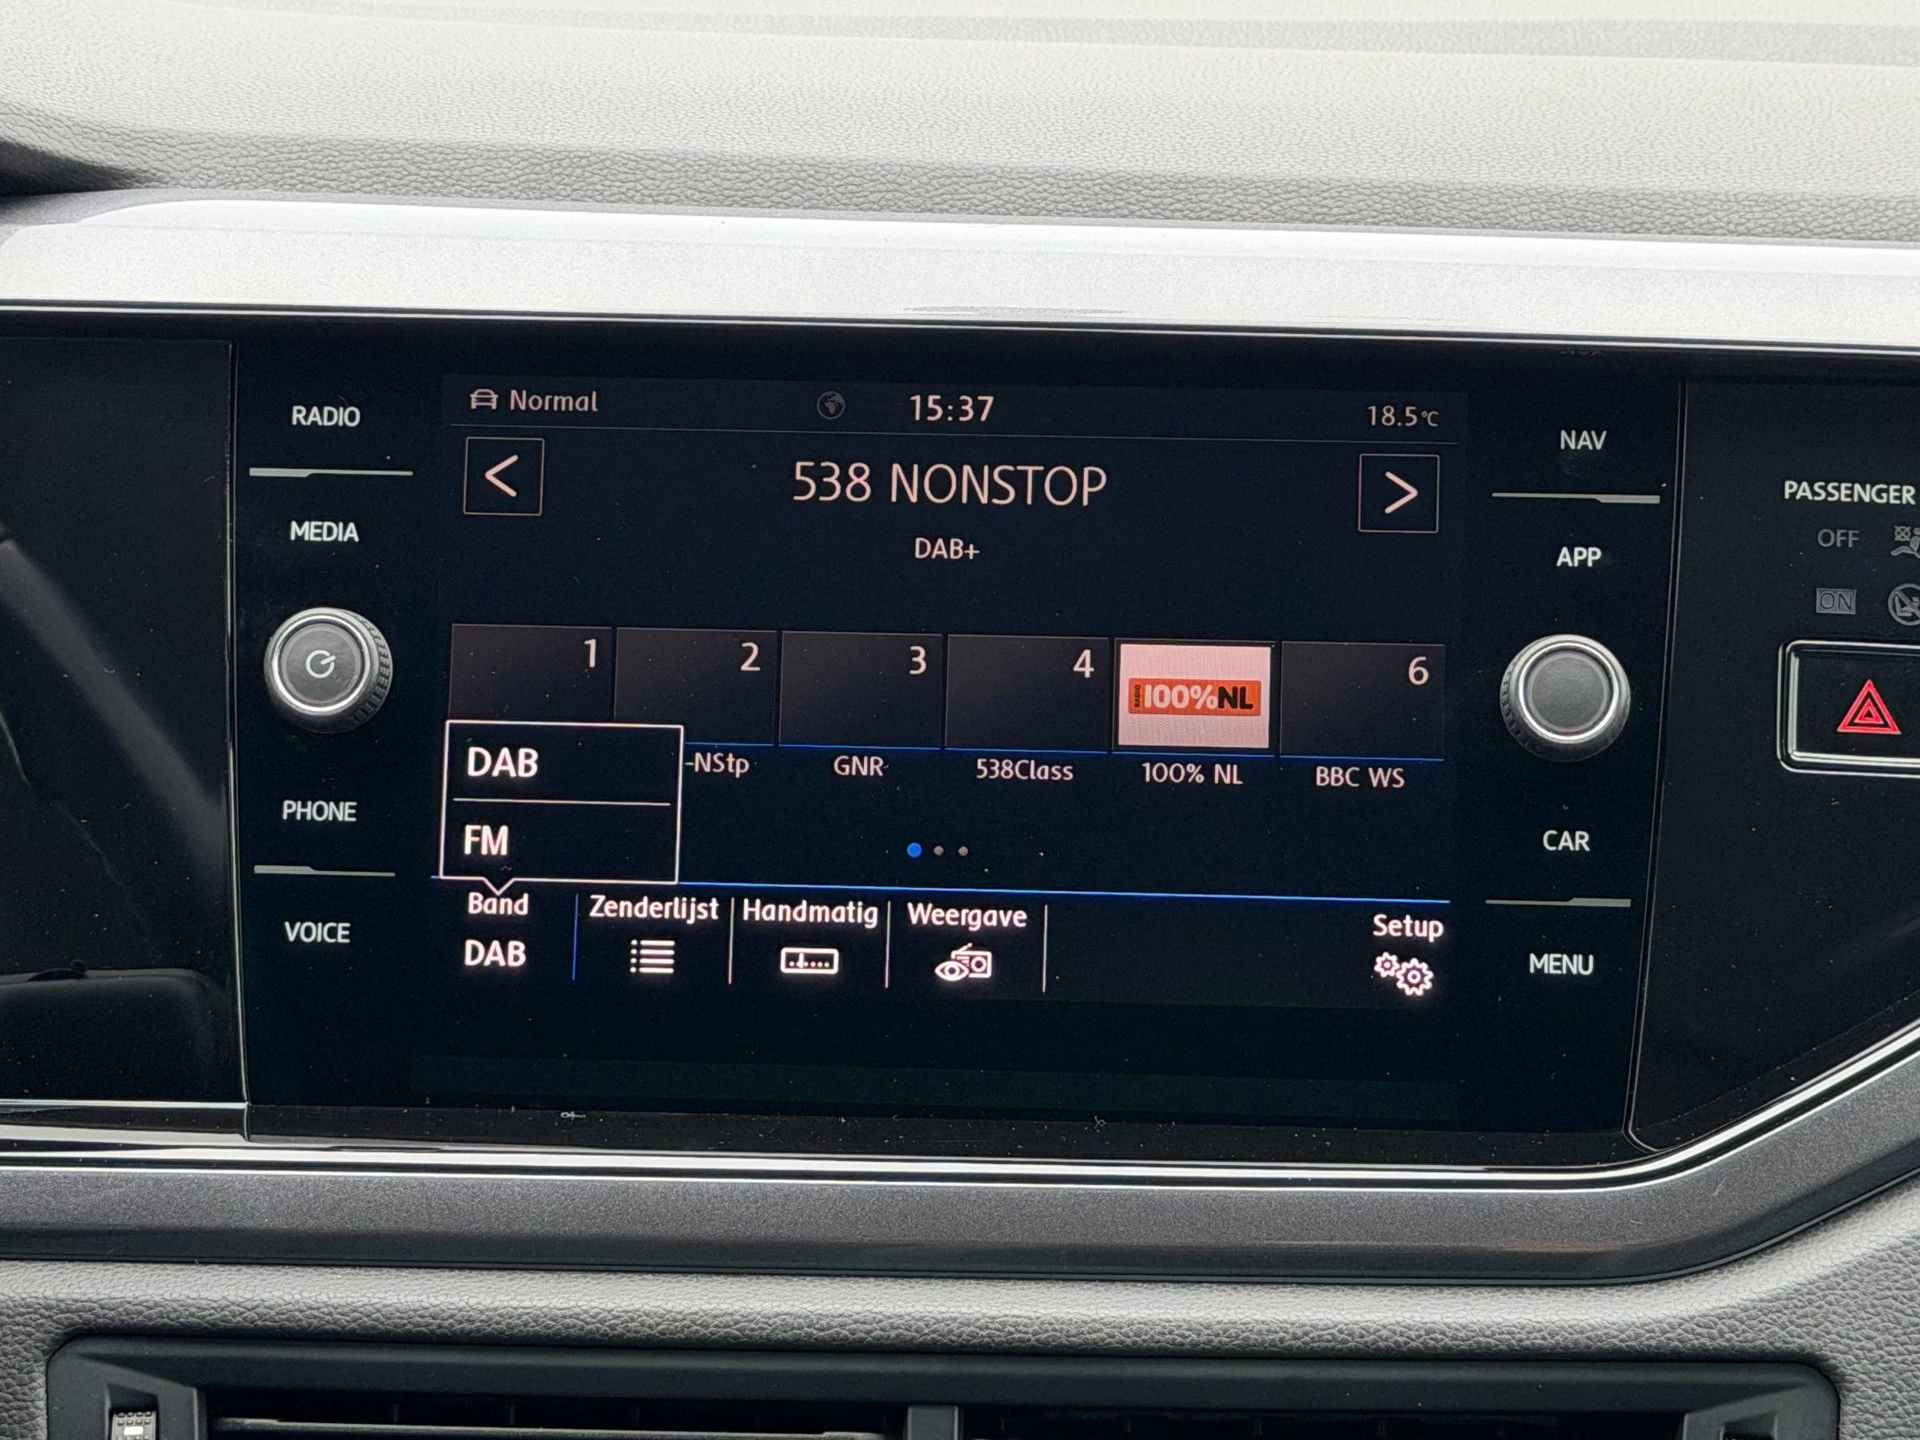 RADIO
MEDIA
PHONE
VOICE
Normal
15:37
18.5°C
<
538 NONSTOP
>
DAB+
1
2
3
4
RADIO 100%NL
6
-NStp
GNR
538Class
100% NL
BBC WS
DAB
FM
Band
DAB
Zenderlijst
Handmatig
Weergave
Setup
NAV
APP
CAR
MENU
PASSENGER
OFF
ON